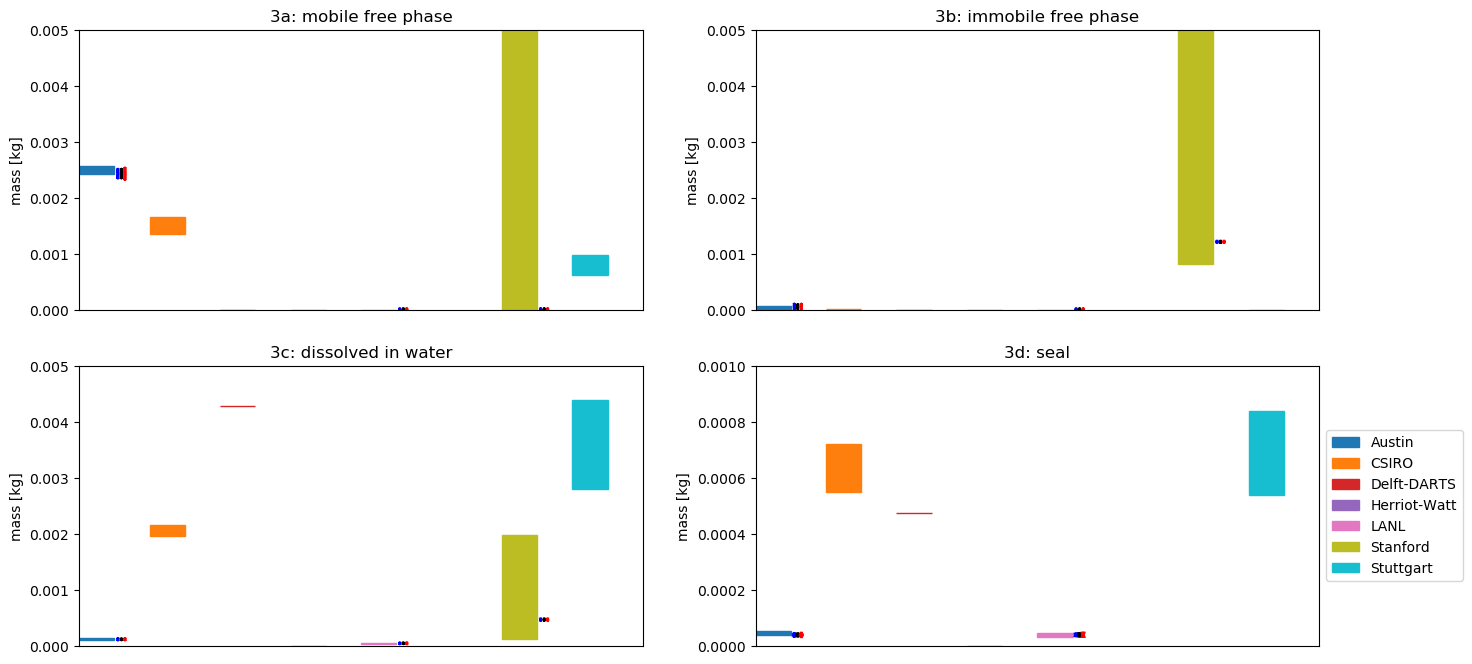 3a: mobile free phase
0.005
0.004
0.003
0.002
0.001
0.000
mass [kg]
3b: immobile free phase
0.005
0.004
0.003
0.002
0.001
0.000
mass [kg]
3c: dissolved in water
0.005
0.004
0.003
0.002
0.001
0.000
mass [kg]
3d: seal
0.0010
0.0008
0.0006
0.0004
0.0002
0.0000
mass [kg]
Austin
CSIRO
Delft-DARTS
Herriot-Watt
LANL
Stanford
Stuttgart